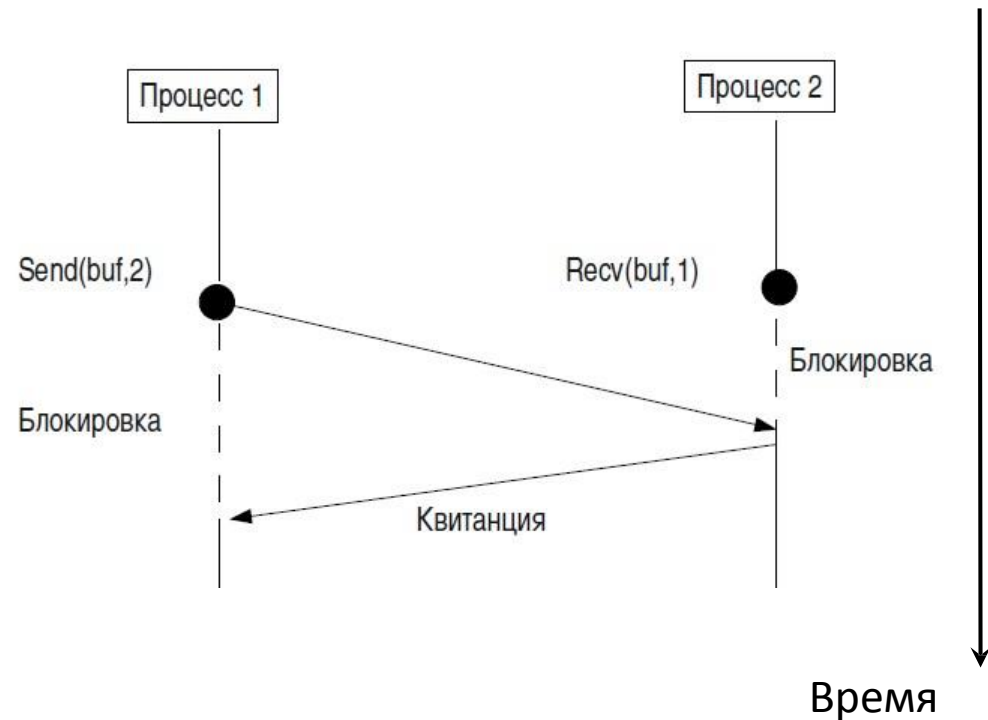 Процесс 1
Процесс 2
Send(buf,2)
Recv(buf,1)
Блокировка
Блокировка
Квитанция
Время